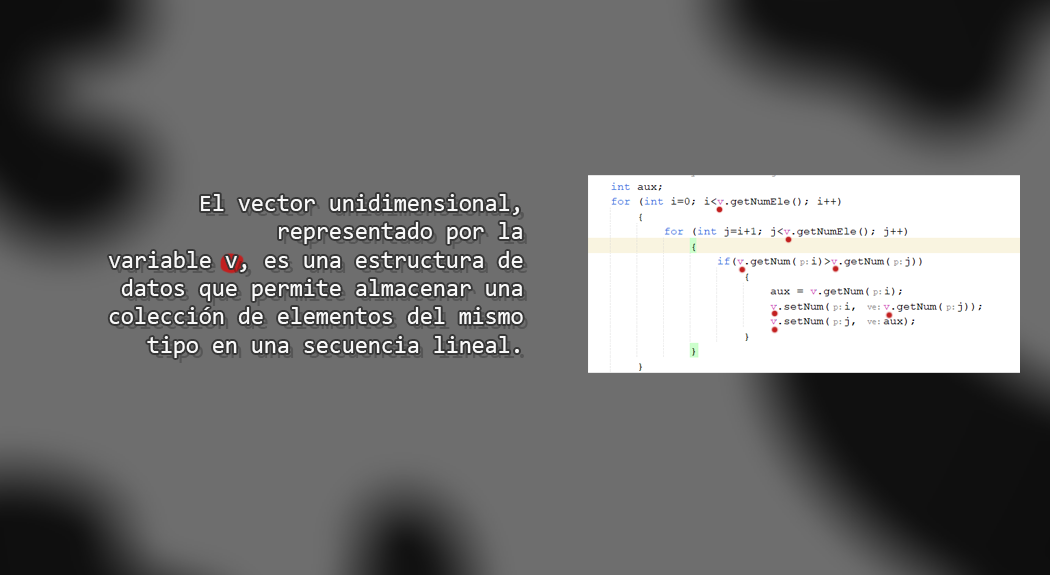 El vector unidimensional,
representado por la
variable v, es una estructura de
datos que permite almacenar una
colección de elementos del mismo
tipo en una secuencia lineal.
int aux;
for (int i=0; i<v.getNumEle(); i++)
{
for (int j=i+1; j<v.getNumEle(); j++)
{
if(v.getNum(p:i)>v.getNum(p:j))
{
aux = v.getNum(p:i);
v.setNum(p:i, ve:v.getNum(p:j));
v.setNum(p:j, ve:aux);
}
}
}